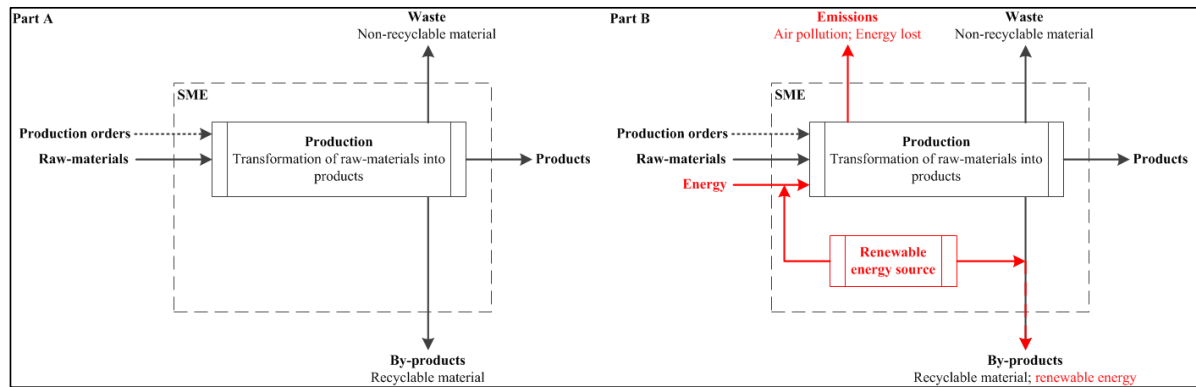 Part A
Waste
Non-recyclable material
SME
Production orders
Raw-materials
Production
Transformation of raw-materials into
products
Products
By-products
Recyclable material
Part B
Emissions
Air pollution; Energy lost
Waste
Non-recyclable material
SME
Production orders
Raw-materials
Energy
Production
Transformation of raw-materials into
products
Products
Renewable
energy source
By-products
Recyclable material; renewable energy